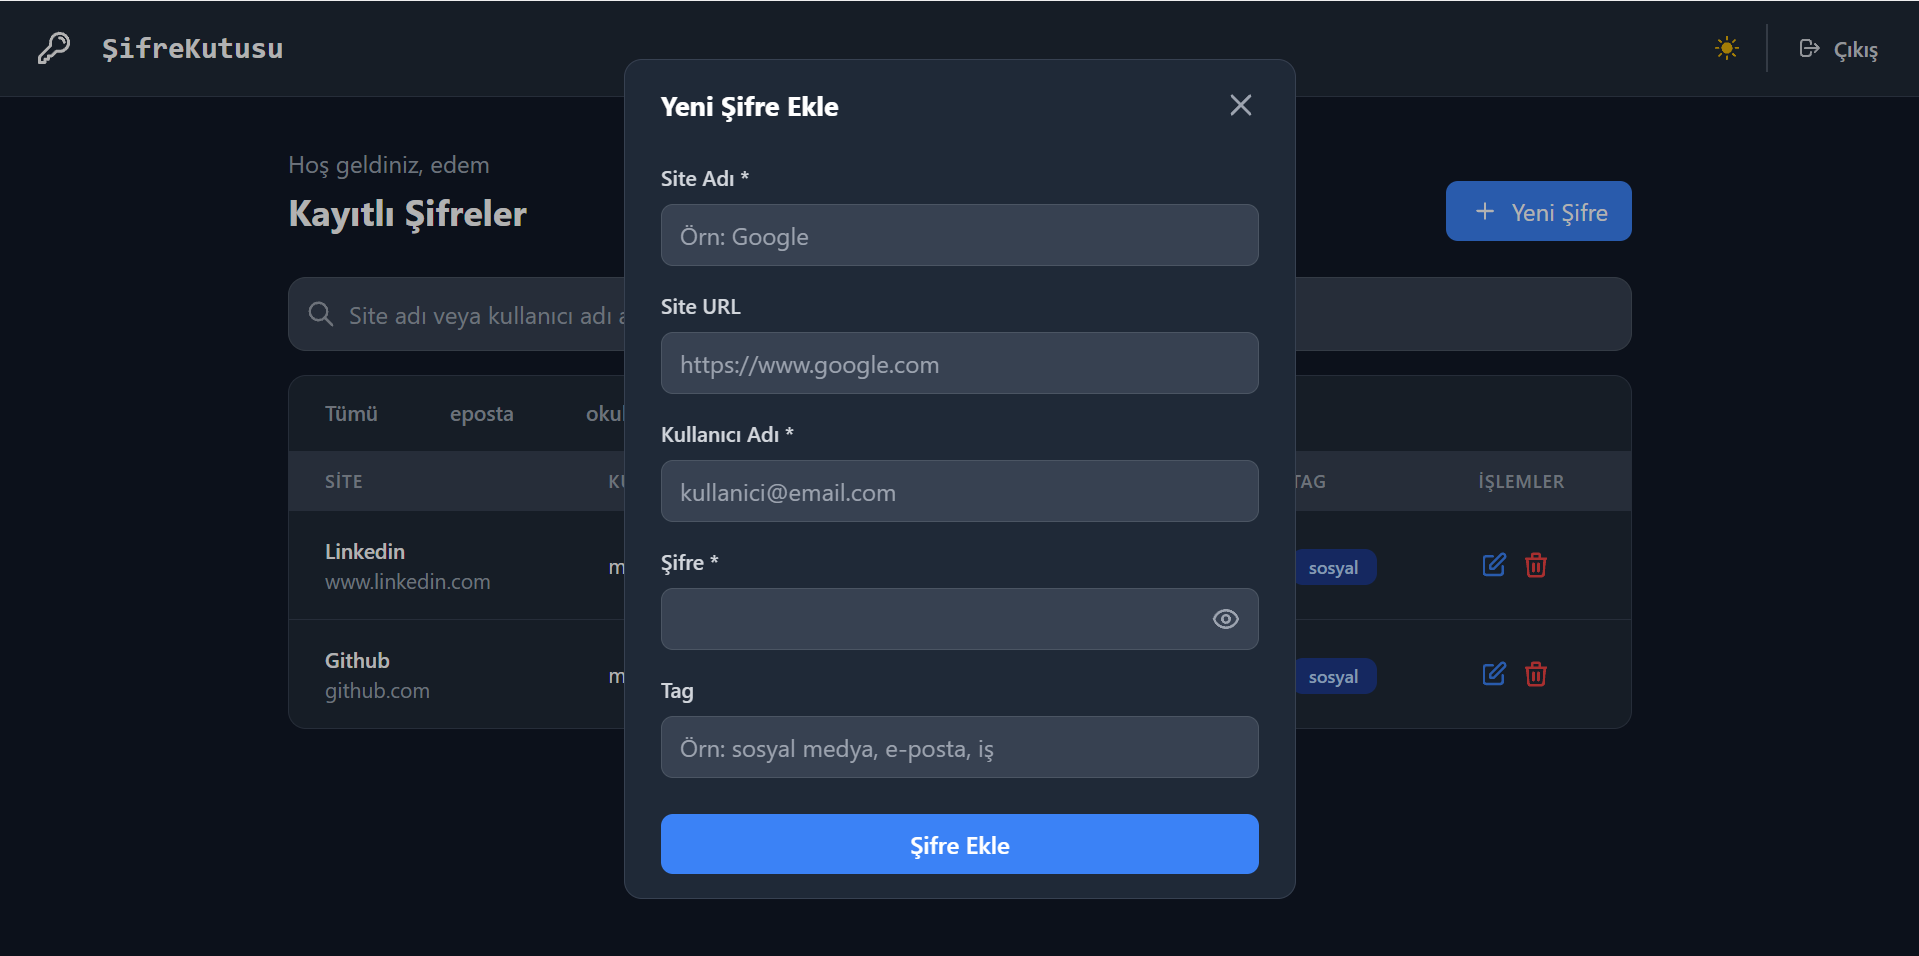 ŞifreKutusu
Çıkış
Hoş geldiniz, edem
Kayıtlı Şifreler
Yeni Şifre
Site adı veya kullanıcı adı
Tümü eposta okul
SİTE TAG İŞLEMLER
Linkedin
www.linkedin.com
sosyal
Github
github.com
sosyal
Yeni Şifre Ekle
Site Adı *
Örn: Google
Site URL
https://www.google.com
Kullanıcı Adı *
kullanici@email.com
Şifre *
Tag
Örn: sosyal medya, e-posta, iş
Şifre Ekle